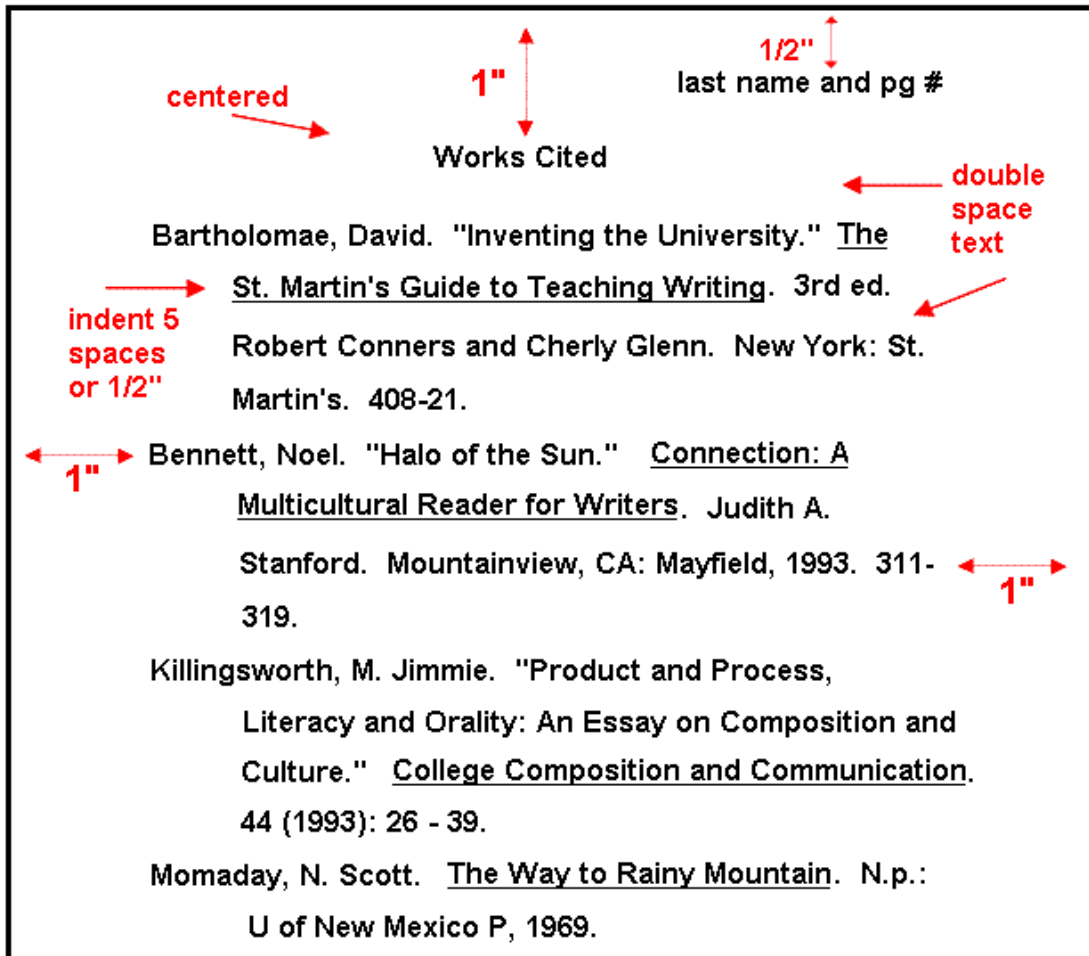 1/2"
last name and pg #
1"
centered
Works Cited
double
space
text
Bartholomae, David.  "Inventing the University."  The
St. Martin's Guide to Teaching Writing.  3rd ed.
indent 5
spaces
or 1/2"
Robert Conners and Cherly Glenn.  New York: St.
Martin's.  408-21.
1"
Bennett, Noel.  "Halo of the Sun."  Connection: A
Multicultural Reader for Writers.  Judith A.
Stanford.  Mountainview, CA: Mayfield, 1993.  311-
1"
319.
Killingsworth, M. Jimmie.  "Product and Process,
Literacy and Orality: An Essay on Composition and
Culture."  College Composition and Communication.
44 (1993): 26 - 39.
Momaday, N. Scott.  The Way to Rainy Mountain.  N.p.:
U of New Mexico P, 1969.